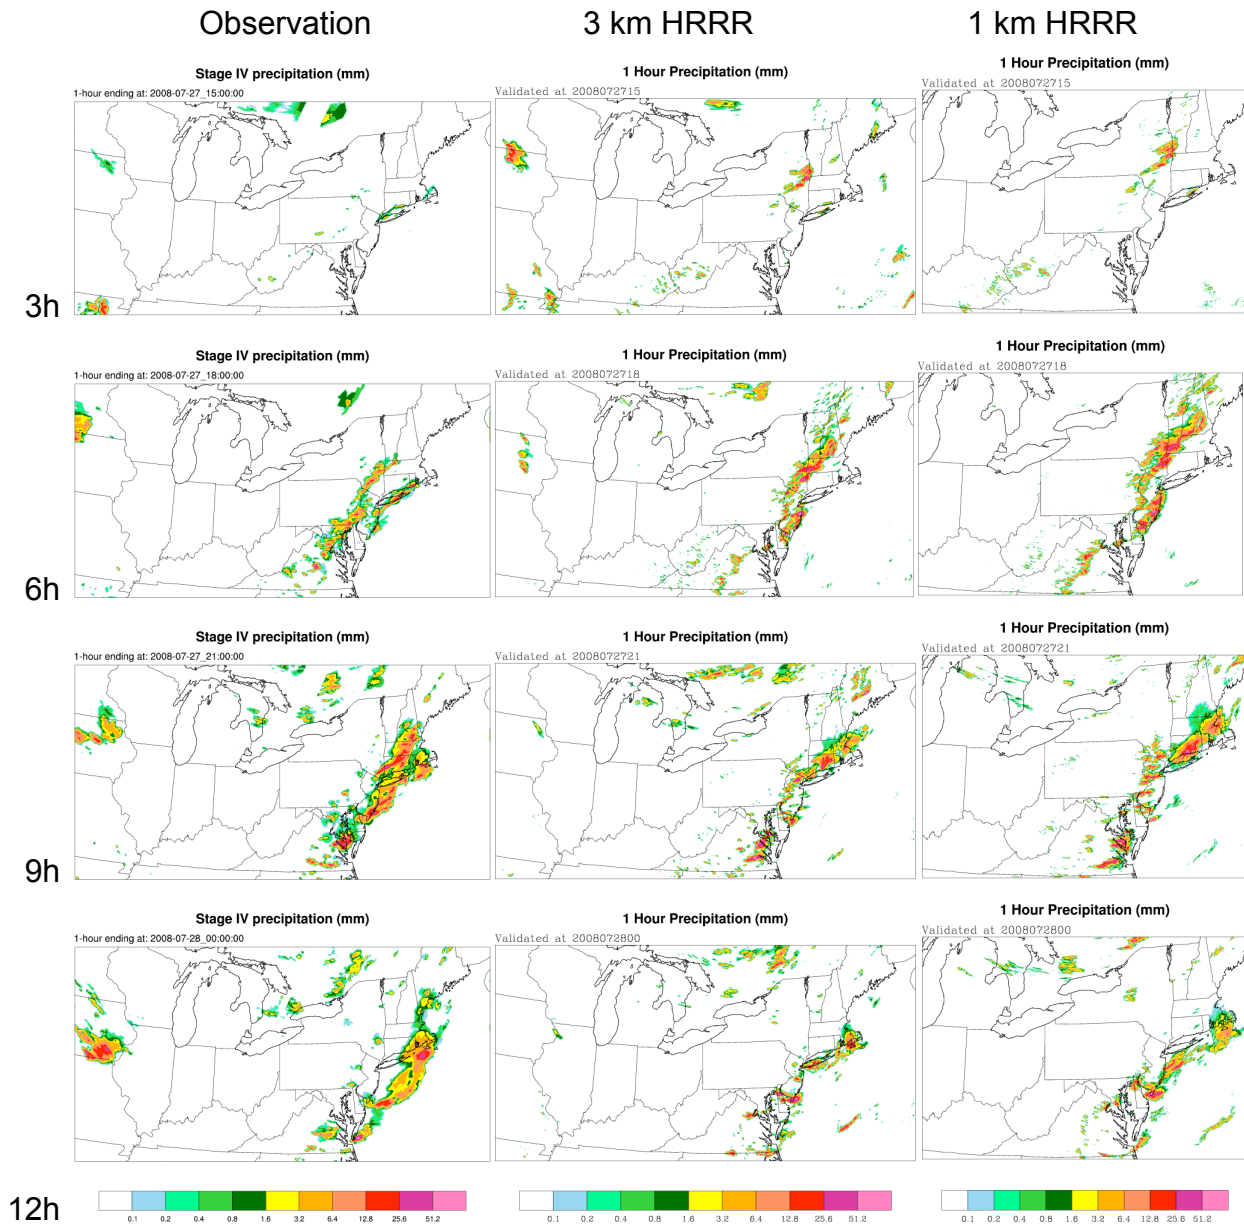 Observation 3 km HRRR 1 km HRRR
Stage IV precipitation (mm) 1 Hour Precipitation (mm) 1 Hour Precipitation (mm)
1-hour ending at: 2008-07-27_15:00:00 Validated at 2008072715 Validated at 2008072715
3h
Stage IV precipitation (mm) 1 Hour Precipitation (mm) 1 Hour Precipitation (mm)
1-hour ending at: 2008-07-27_18:00:00 Validated at 2008072718 Validated at 2008072718
6h
Stage IV precipitation (mm) 1 Hour Precipitation (mm) 1 Hour Precipitation (mm)
1-hour ending at: 2008-07-27_21:00:00 Validated at 2008072721 Validated at 2008072721
9h
Stage IV precipitation (mm) 1 Hour Precipitation (mm) 1 Hour Precipitation (mm)
1-hour ending at: 2008-07-28_00:00:00 Validated at 2008072800 Validated at 2008072800
12h
0.1 0.2 0.4 0.8 1.6 3.2 6.4 12.8 25.6 51.2 0.1 0.2 0.4 0.8 1.6 3.2 6.4 12.8 25.6 51.2 0.1 0.2 0.4 0.8 1.6 3.2 6.4 12.8 25.6 51.2